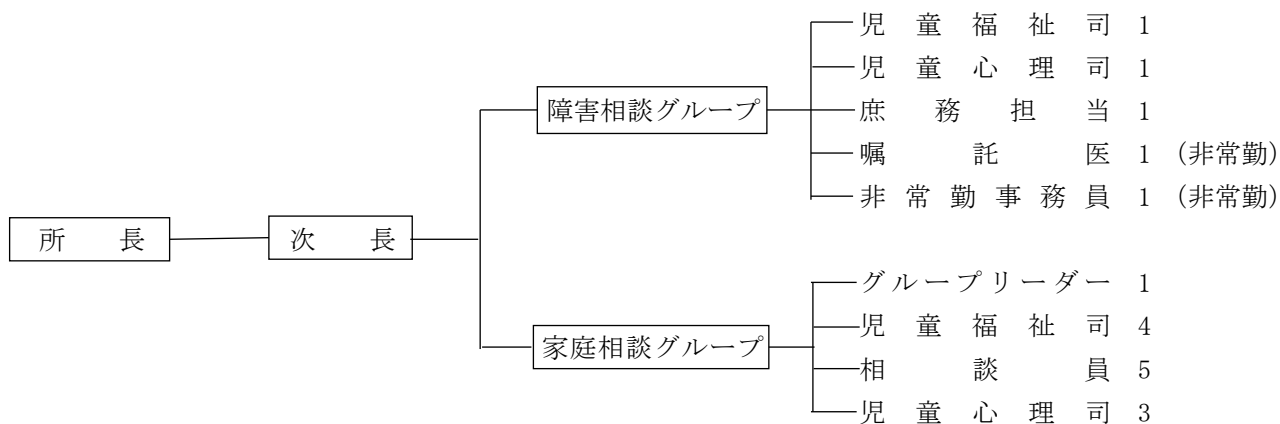 児童福祉司 1
児童心理司 1
障害相談グループ
庶務担当 1
嘱託医 1 (非常勤)
非常勤事務員 1 (非常勤)
所長
次長
グループリーダー 1
児童福祉司 4
家庭相談グループ
相談員 5
児童心理司 3